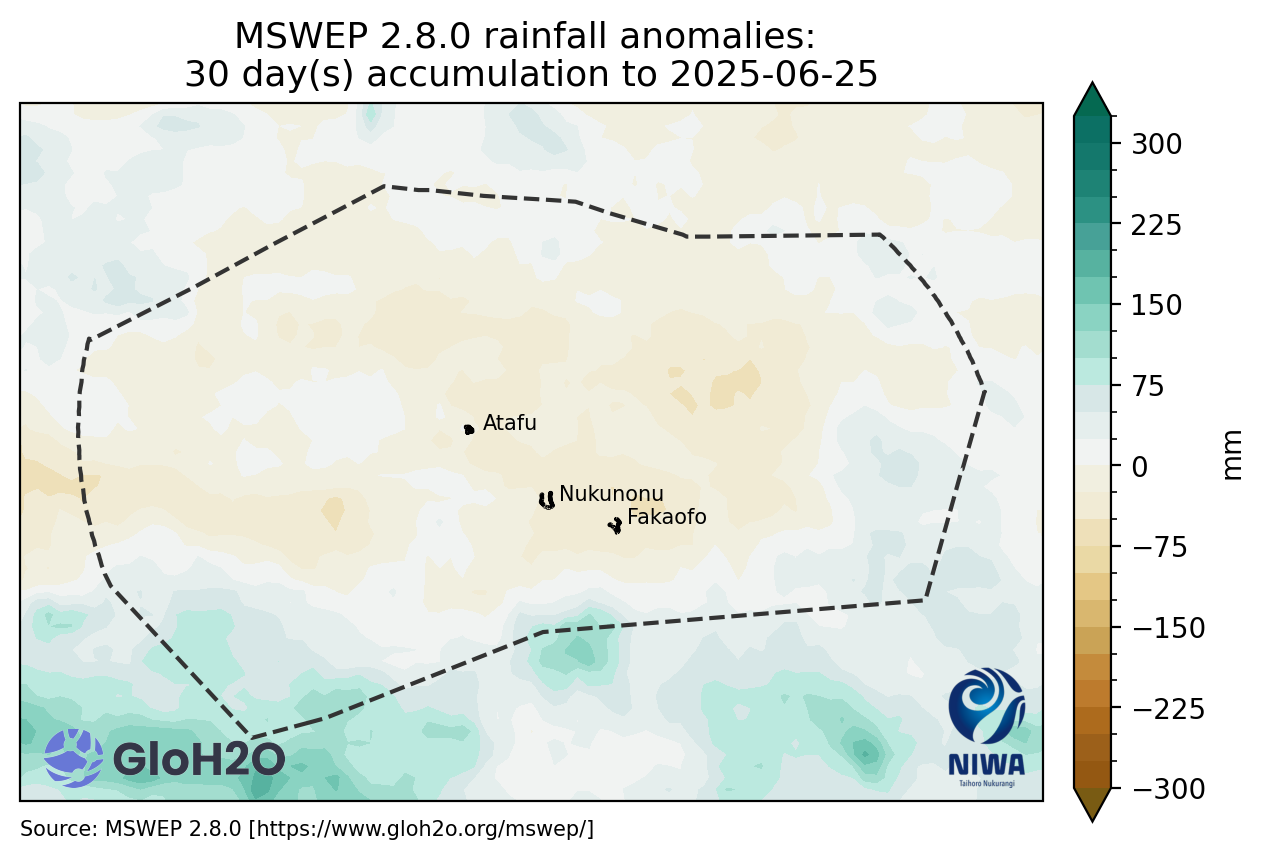 MSWEP 2.8.0 rainfall anomalies:
30 day(s) accumulation to 2025-06-25
300
225
150
75
0
−75
−150
−225
−300
mm
Atafu
Nukunonu
Fakaofo
GloH2O
NIWA
Taihoro Nukurangi
Source: MSWEP 2.8.0 [https://www.gloh2o.org/mswep/]